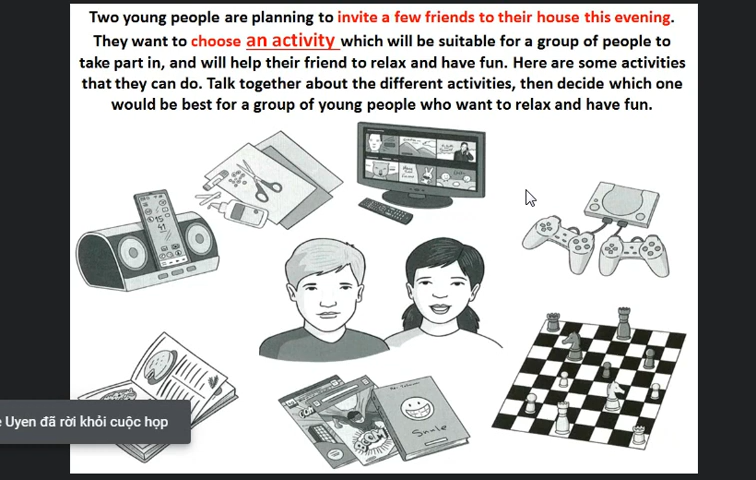 Two young people are planning to invite a few friends to their house this evening.
They want to choose an activity which will be suitable for a group of people to
take part in, and will help their friend to relax and have fun. Here are some activities
that they can do. Talk together about the different activities, then decide which one
would be best for a group of young people who want to relax and have fun.
15
41
Uyen đã rời khỏi cuộc họp